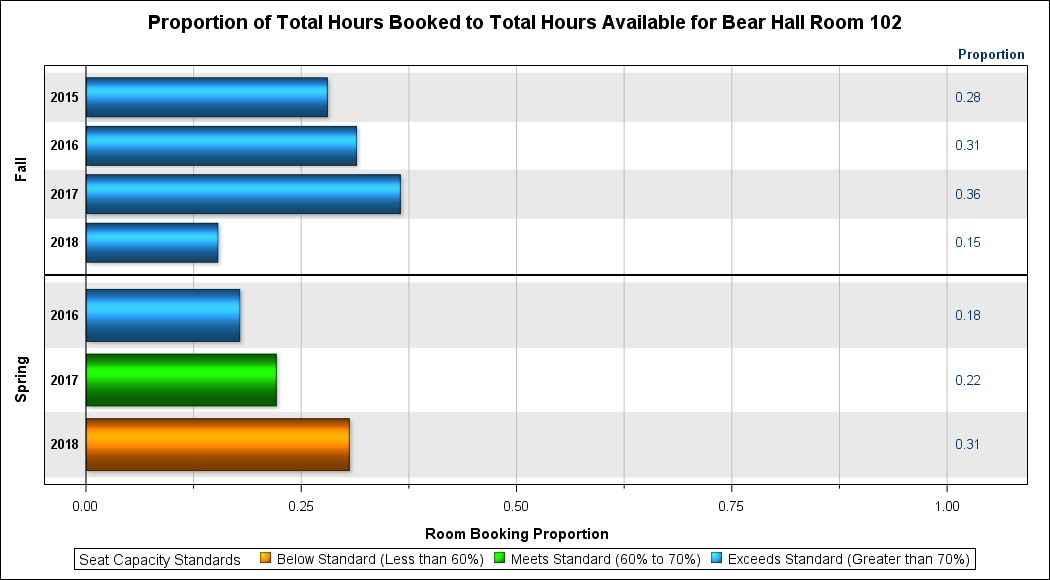 Proportion of Total Hours Booked to Total Hours Available for Bear Hall Room 102
Proportion
Fall
2015 0.28
2016 0.31
2017 0.36
2018 0.15
Spring
2016 0.18
2017 0.22
2018 0.31
0.00 0.25 0.50 0.75 1.00
Room Booking Proportion
Seat Capacity Standards Below Standard (Less than 60%) Meets Standard (60% to 70%) Exceeds Standard (Greater than 70%)